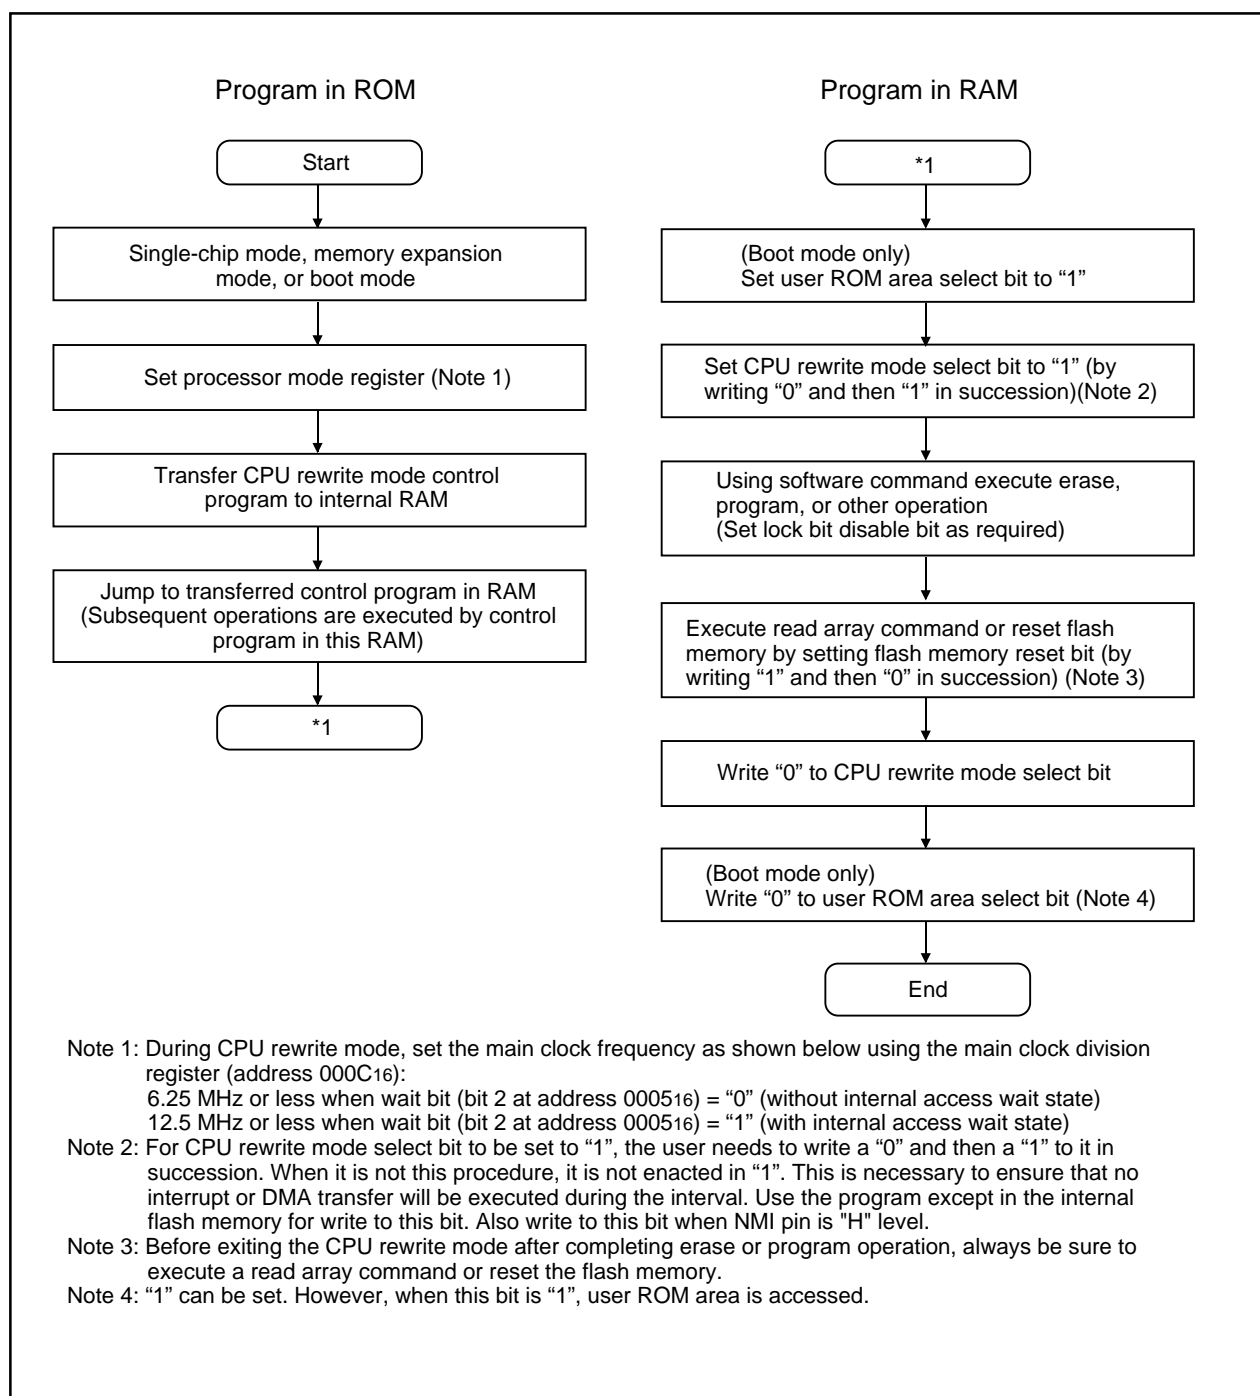 Program in ROM
Start
Single-chip mode, memory expansion
mode, or boot mode
Set processor mode register (Note 1)
Transfer CPU rewrite mode control
program to internal RAM
Jump to transferred control program in RAM
(Subsequent operations are executed by control
program in this RAM)
*1
Program in RAM
*1
(Boot mode only)
Set user ROM area select bit to “1”
Set CPU rewrite mode select bit to “1” (by
writing “0” and then “1” in succession)(Note 2)
Using software command execute erase,
program, or other operation
(Set lock bit disable bit as required)
Execute read array command or reset flash
memory by setting flash memory reset bit (by
writing “1” and then “0” in succession) (Note 3)
Write “0” to CPU rewrite mode select bit
(Boot mode only)
Write “0” to user ROM area select bit (Note 4)
End
Note 1: During CPU rewrite mode, set the main clock frequency as shown below using the main clock division
register (address 000C16):
6.25 MHz or less when wait bit (bit 2 at address 000516) = “0” (without internal access wait state)
12.5 MHz or less when wait bit (bit 2 at address 000516) = “1” (with internal access wait state)
Note 2: For CPU rewrite mode select bit to be set to “1”, the user needs to write a “0” and then a “1” to it in
succession. When it is not this procedure, it is not enacted in “1”. This is necessary to ensure that no
interrupt or DMA transfer will be executed during the interval. Use the program except in the internal
flash memory for write to this bit. Also write to this bit when NMI pin is "H" level.
Note 3: Before exiting the CPU rewrite mode after completing erase or program operation, always be sure to
execute a read array command or reset the flash memory.
Note 4: “1” can be set. However, when this bit is “1”, user ROM area is accessed.